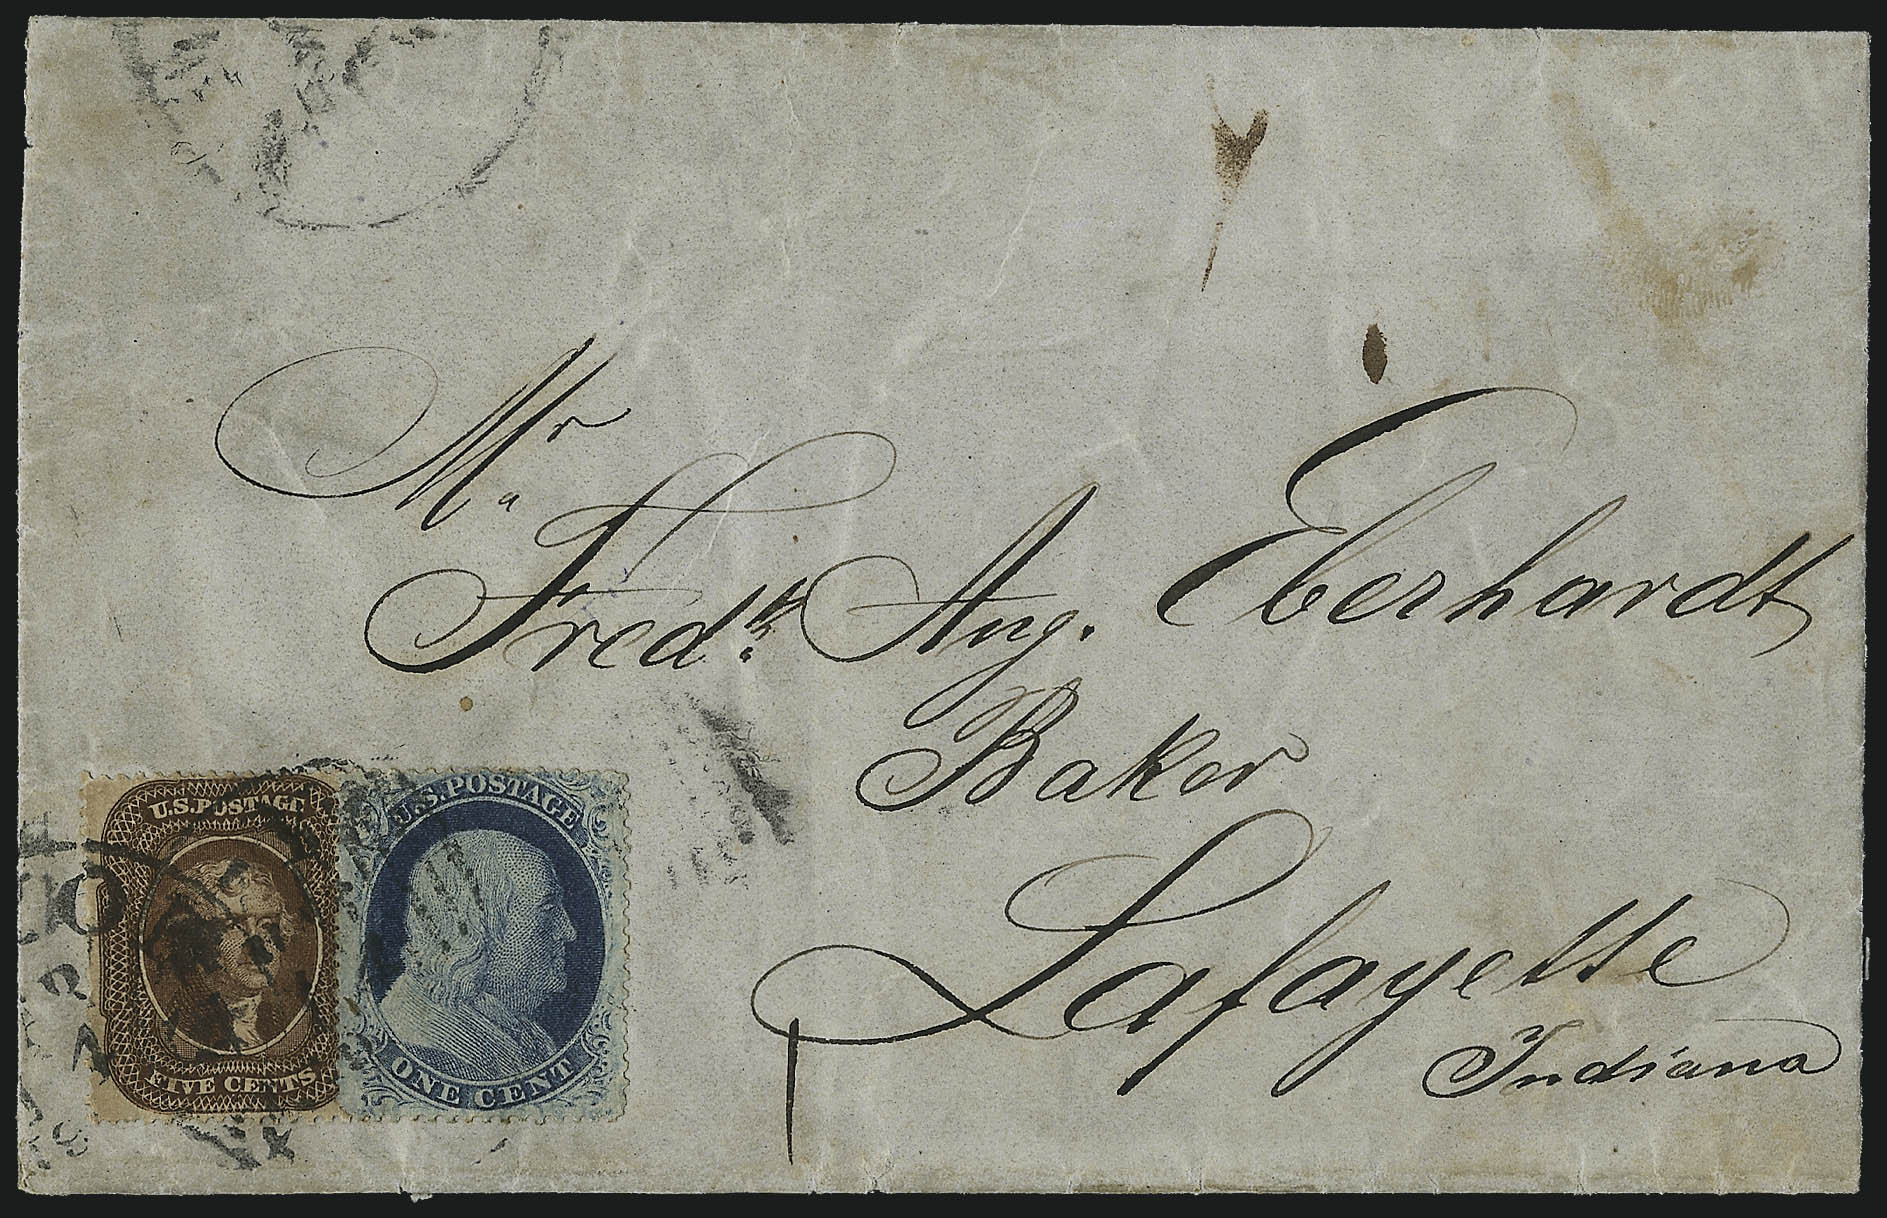 Mr
Fredk. Aug. Eberhardt
Baker
Lafayette
Indiana
U.S. POSTAGE
FIVE CENTS
U.S. POSTAGE
ONE CENT